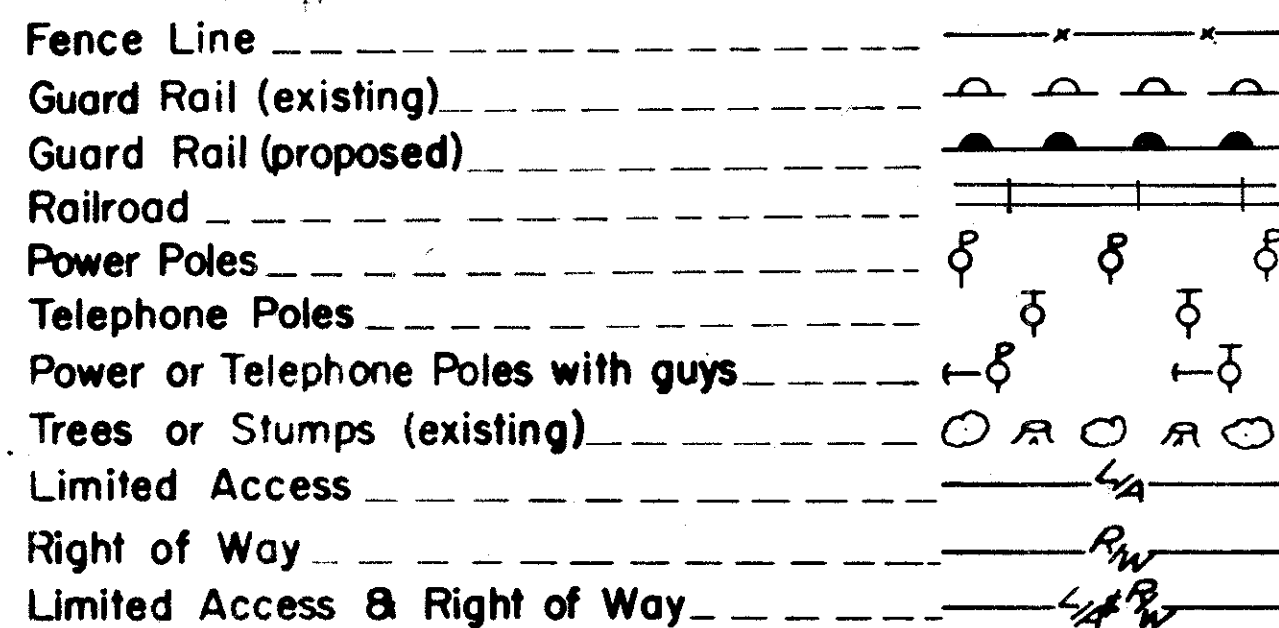 Fence Line x x
Guard Rail (existing)
Guard Rail (proposed)
Railroad
Power Poles P P P
Telephone Poles T T
Power or Telephone Poles with guys P T
Trees or Stumps (existing)
Limited Access L/A
Right of Way R/W
Limited Access & Right of Way L/A & R/W